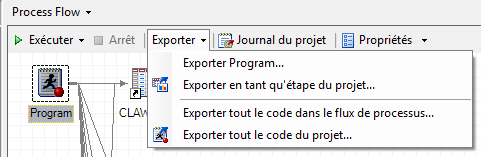 Process Flow
Exécuter Arrêt Exporter Journal du projet Propriétés
Exporter Program...
Exporter en tant qu'étape du projet...
Program
CLAW
Exporter tout le code dans le flux de processus...
Exporter tout le code du projet...